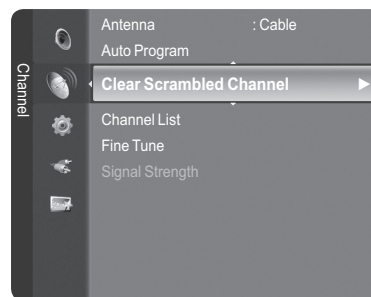 Channel
Antenna : Cable
Auto Program
Clear Scrambled Channel
Channel List
Fine Tune
Signal Strength